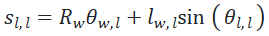 s_{l,l} = R_w θ_{w,l} + l_{w,l} sin (θ_{l,l})